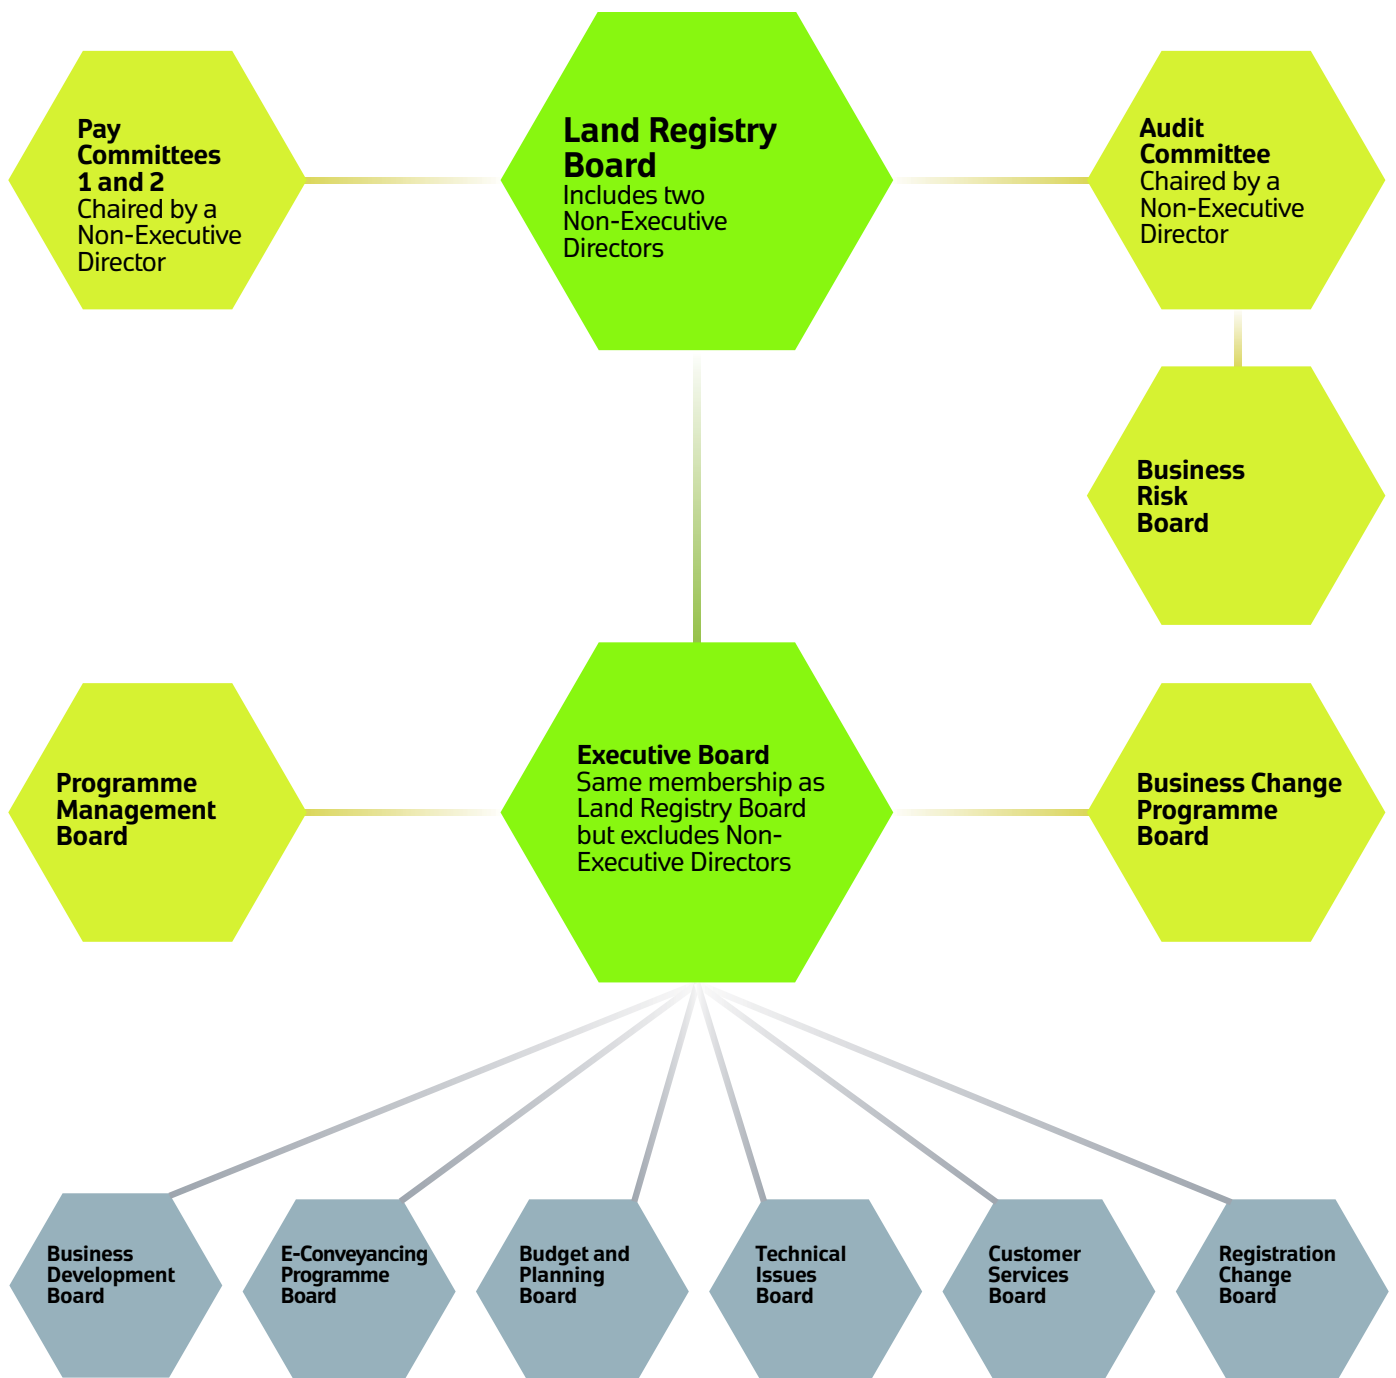 Pay
Committees
1 and 2
Chaired by a
Non-Executive
Director
Land Registry
Board
Includes two
Non-Executive
Directors
Audit
Committee
Chaired by a
Non-Executive
Director
Business
Risk
Board
Programme
Management
Board
Executive Board
Same membership as
Land Registry Board
but excludes Non-
Executive Directors
Business Change
Programme
Board
Business
Development
Board
E-Conveyancing
Programme
Board
Budget and
Planning
Board
Technical
Issues
Board
Customer
Services
Board
Registration
Change
Board